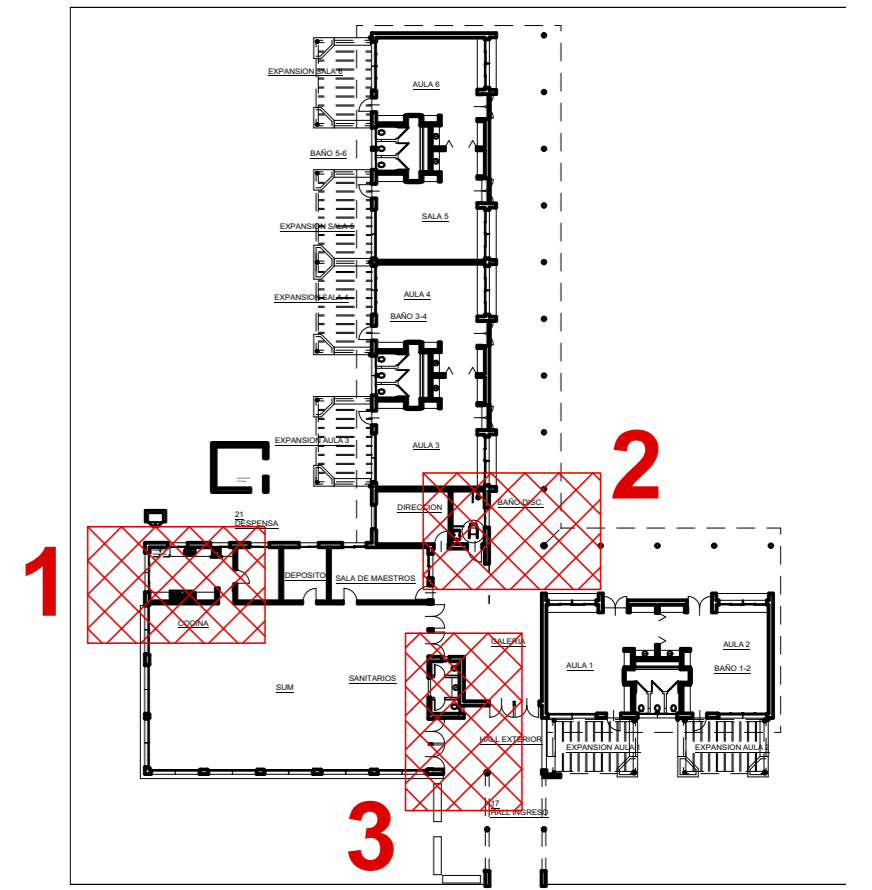 EXPANSION SALA 6
AULA 6
BAÑO 5-6
SALA 5
EXPANSION SALA 5
EXPANSION SALA 4
AULA 4
BAÑO 3-4
EXPANSION AULA 3
AULA 3
2
DIRECCION
BAÑO DISC.
21
DESPENSA
1
DEPOSITO
SALA DE MAESTROS
COCINA
GALERIA
AULA 1
AULA 2
BAÑO 1-2
SANITARIOS
SUM
HALL EXTERIOR
EXPANSION AULA 1
EXPANSION AULA 2
17
HALL INGRESO
3